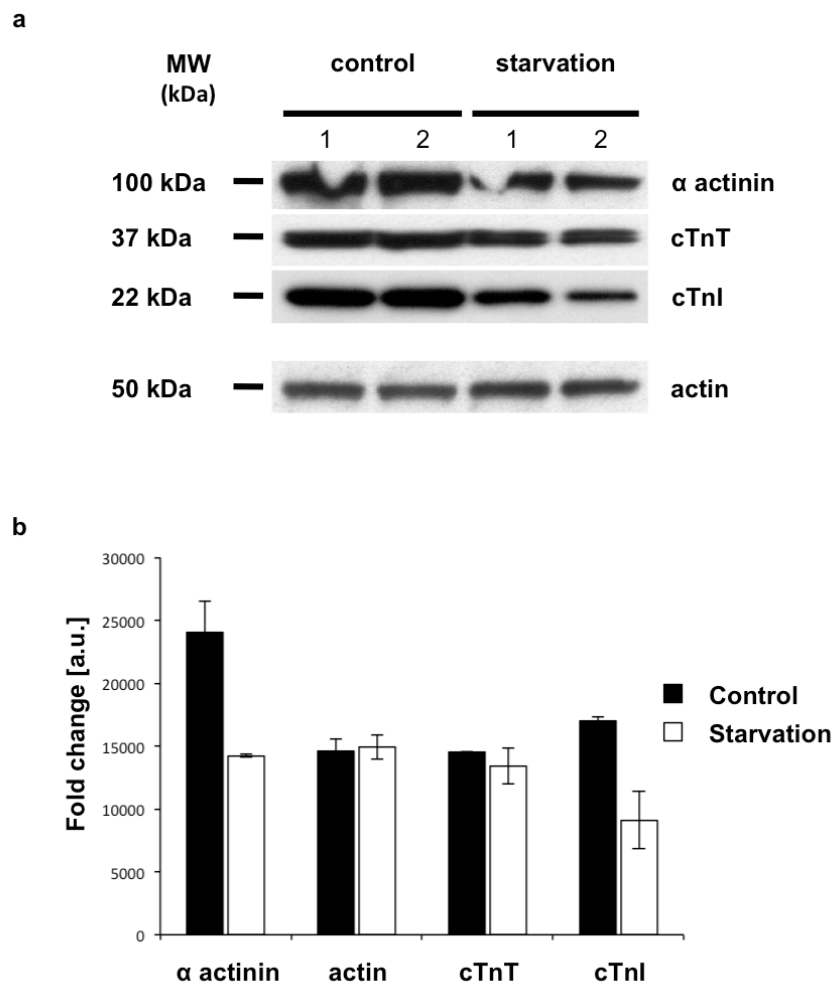 a
MW
(kDa)
control
starvation
1
2
1
2
100 kDa
α actinin
37 kDa
cTnT
22 kDa
cTnI
50 kDa
actin
b
Fold change [a.u.]
30000
25000
20000
15000
10000
5000
0
Control
Starvation
α actinin
actin
cTnT
cTnI